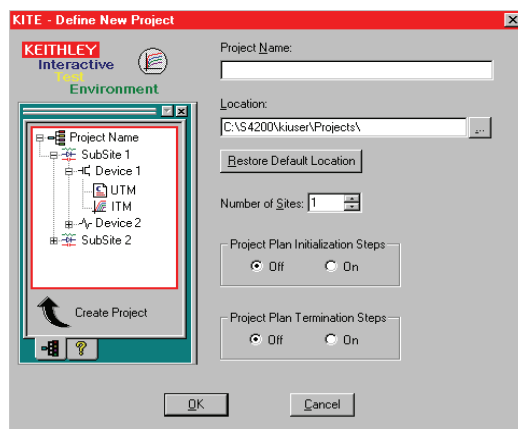 KITE - Define New Project
KEITHLEY
Interactive
Test
Environment
Project Name
SubSite 1
Device 1
UTM
ITM
Device 2
SubSite 2
Create Project
Project Name:
Location:
C:\S4200\kiuser\Projects\
...
Restore Default Location
Number of Sites: 1
Project Plan Initialization Steps
Off On
Project Plan Termination Steps
Off On
OK Cancel